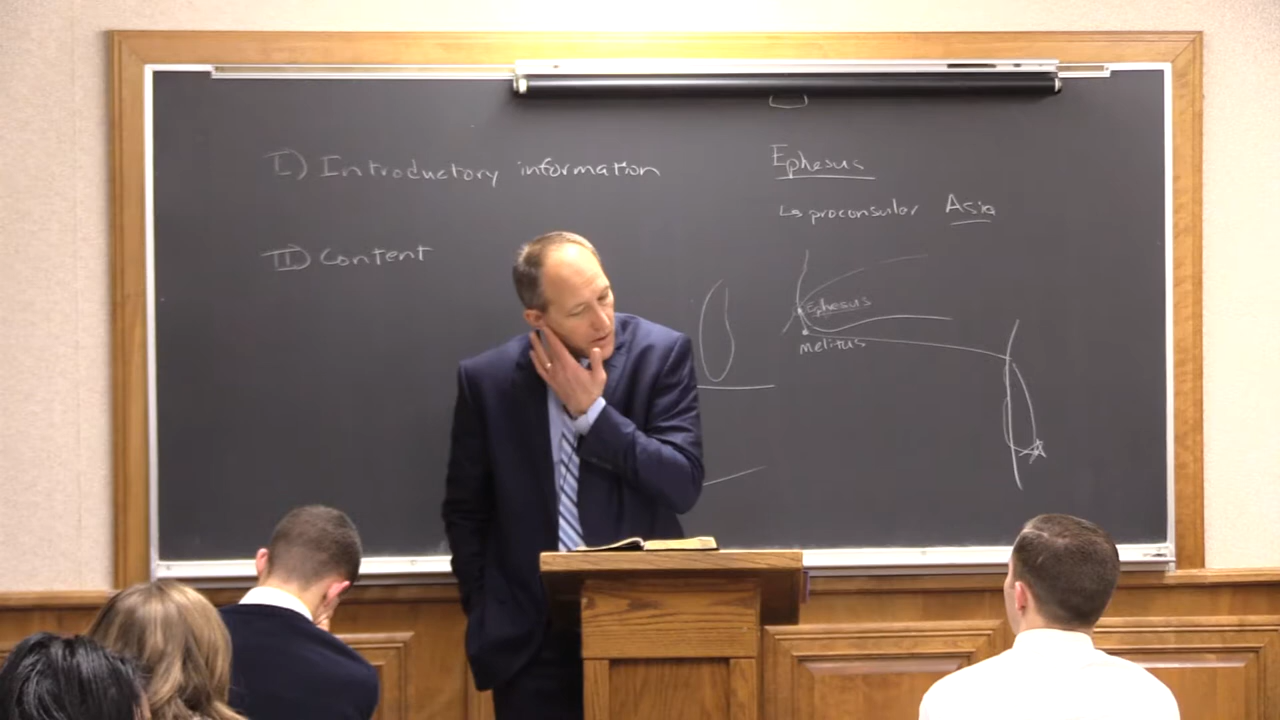 I) Introductory information
II) Content
Ephesus
↳ proconsular Asia
Ephesus
melitus